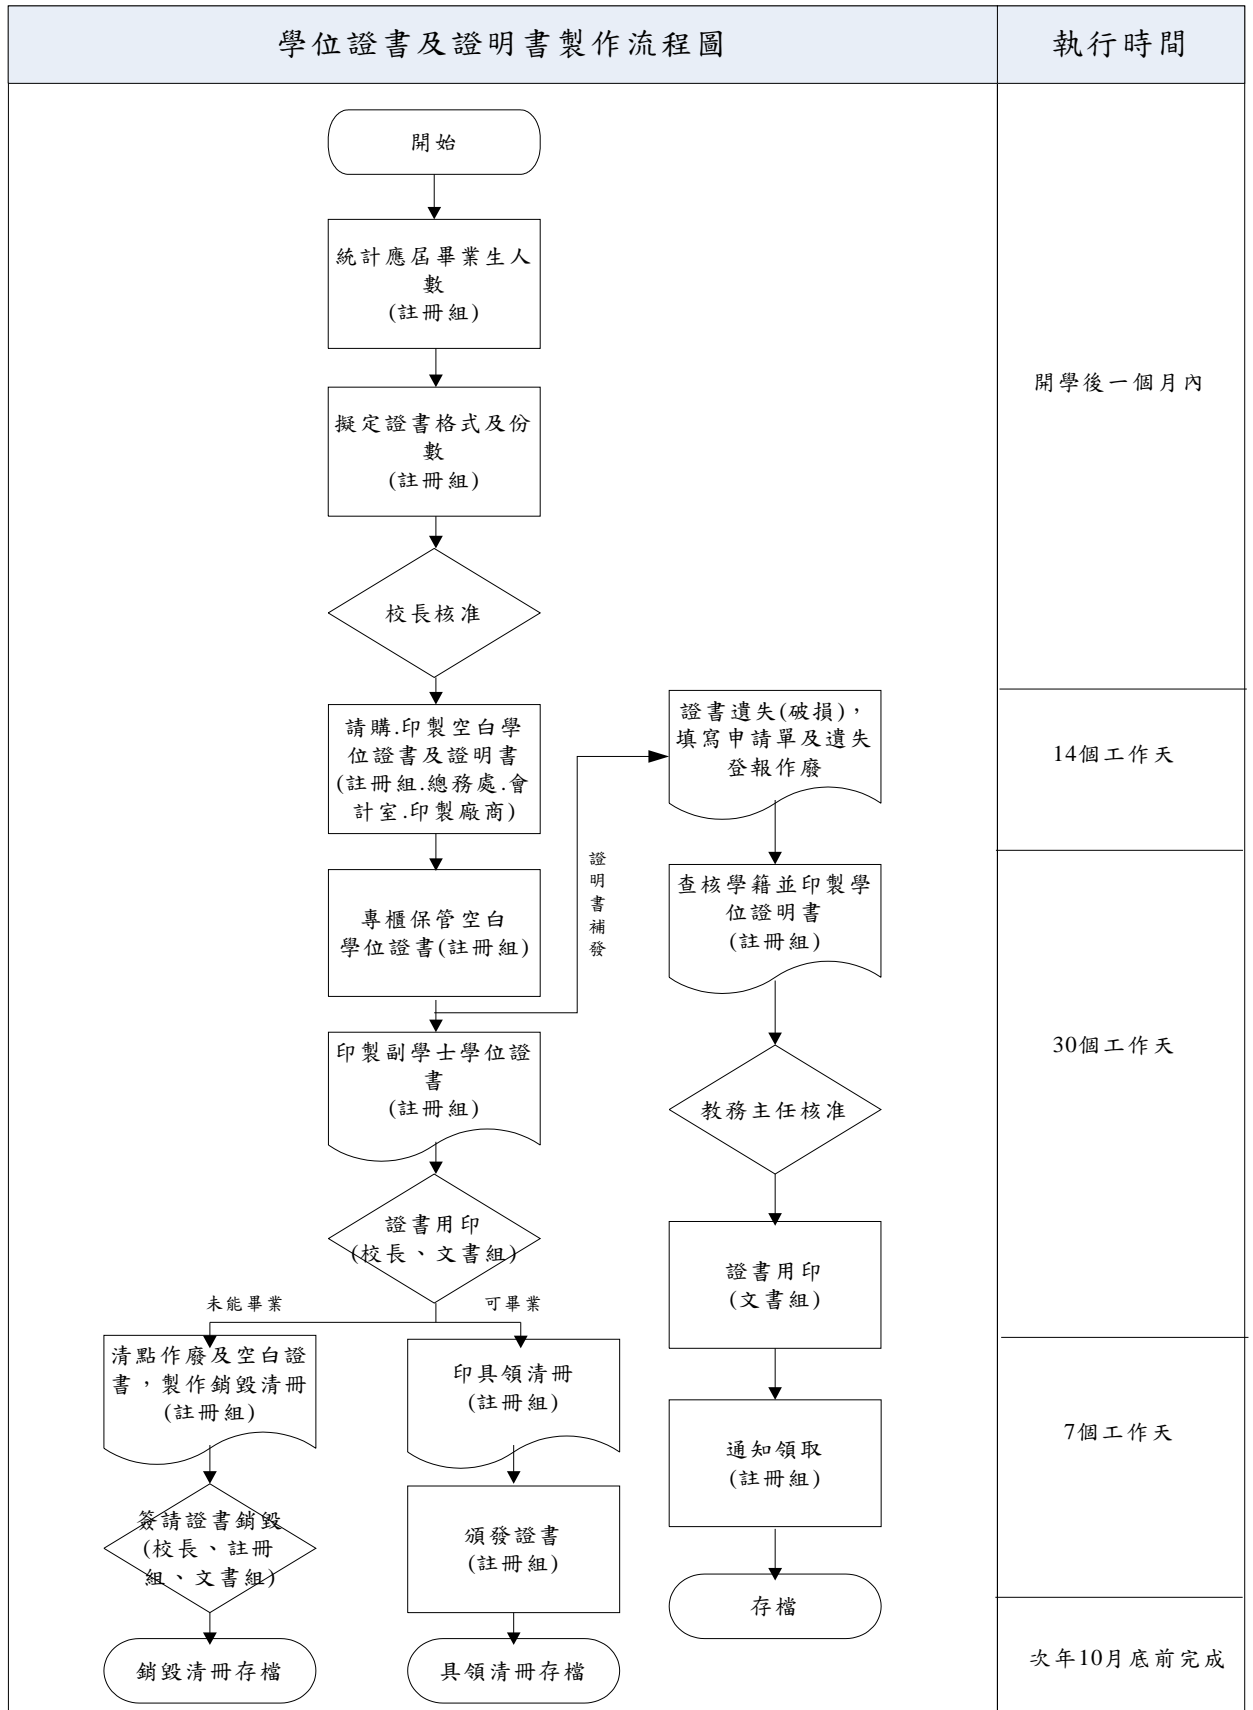 學位證書及證明書製作流程圖
執行時間
開始
統計應屆畢業生人
數
(註冊組)
擬定證書格式及份
數
(註冊組)
開學後一個月內
校長核准
請購.印製空白學
位證書及證明書
(註冊組.總務處.會
計室.印製廠商)
證書遺失(破損)，
填寫申請單及遺失
登報作廢
14個工作天
證
明
書
補
發
專櫃保管空白
學位證書(註冊組)
查核學籍並印製學
位證明書
(註冊組)
印製副學士學位證
書
(註冊組)
教務主任核准
30個工作天
證書用印
(校長、文書組)
證書用印
(文書組)
未能畢業
可畢業
清點作廢及空白證
書，製作銷毀清冊
(註冊組)
印具領清冊
(註冊組)
通知領取
(註冊組)
7個工作天
簽請證書銷毀
(校長、註冊
組、文書組)
頒發證書
(註冊組)
存檔
銷毀清冊存檔
具領清冊存檔
次年10月底前完成